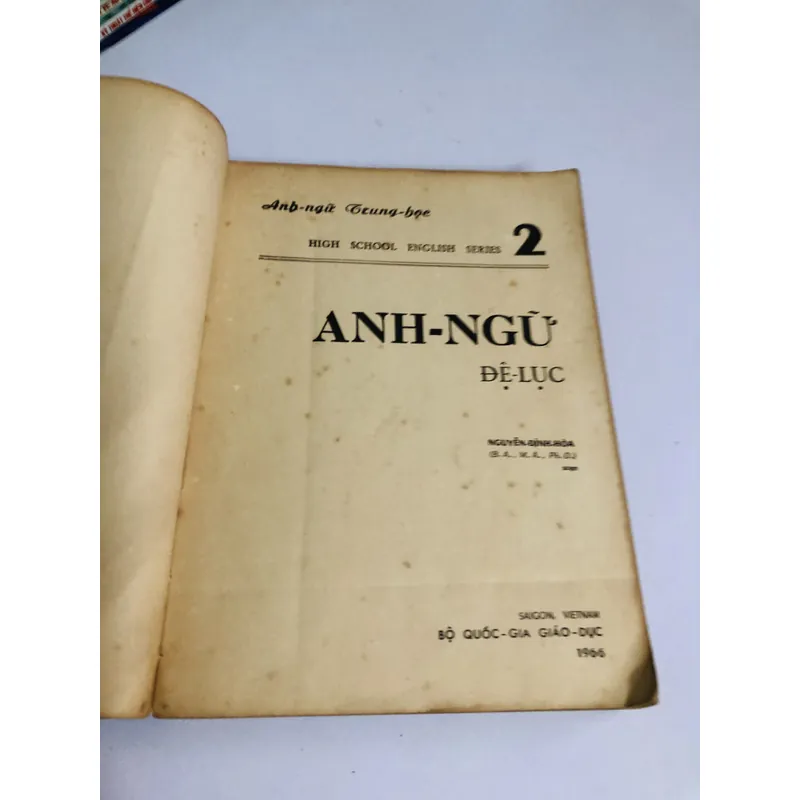 Anh-ngữ Trung-học
HIGH SCHOOL ENGLISH SERIES 2
ANH-NGỮ
ĐỆ-LỤC
NGUYỄN-ĐÌNH-HÒA
(B.A., M.A., Ph.D.)
SAIGON, VIETNAM
BỘ QUỐC-GIA GIÁO-DỤC
1966